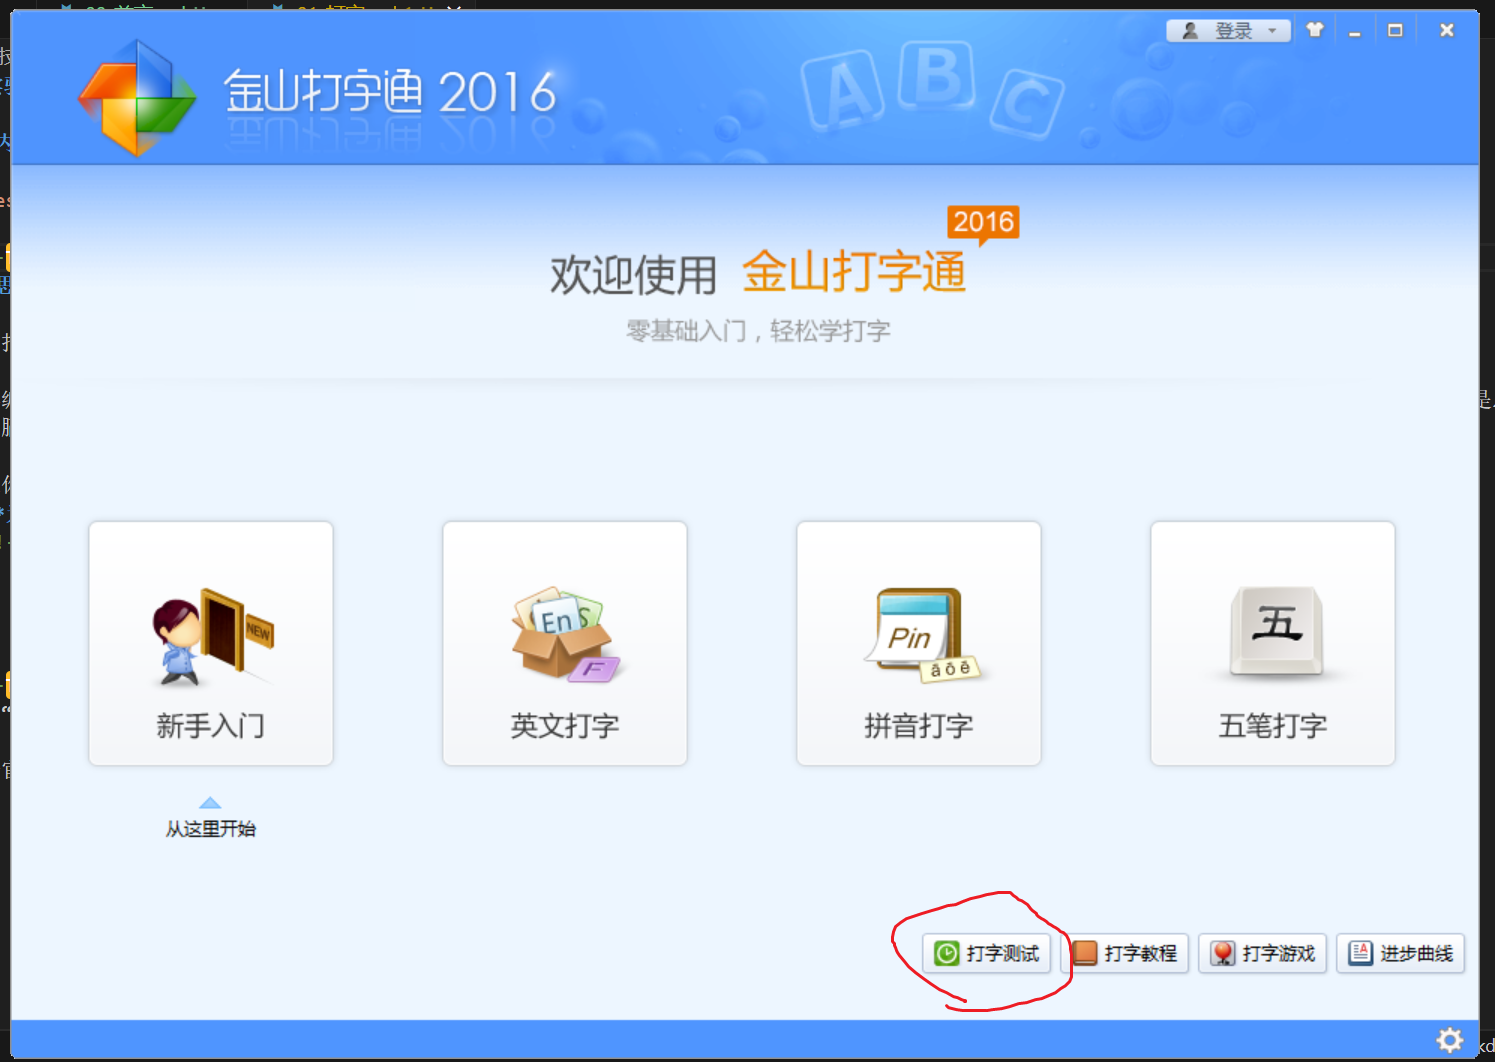 登录
金山打字通 2016
A B C
2016
欢迎使用 金山打字通
零基础入门，轻松学打字
NEW
En S
F
Pin
ā ō ē
五
新手入门
英文打字
拼音打字
五笔打字
从这里开始
打字测试
打字教程
打字游戏
进步曲线